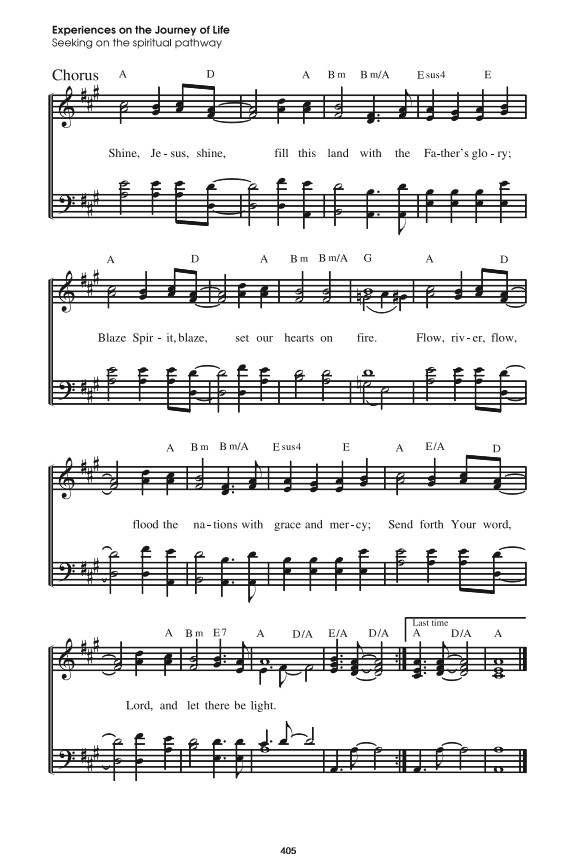 Experiences on the Journey of Life
Seeking on the spiritual pathway
Chorus A D A Bm Bm/A Esus4 E
Shine, Je - sus, shine, fill this land with the Fa-ther's glo - ry;
A D A Bm Bm/A G A D
Blaze Spir - it, blaze, set our hearts on fire. Flow, riv - er, flow,
A Bm Bm/A Esus4 E A E/A D
flood the na - tions with grace and mer - cy; Send forth Your word,
Last time
A Bm E7 A D/A E/A D/A A D/A A
Lord, and let there be light.
405